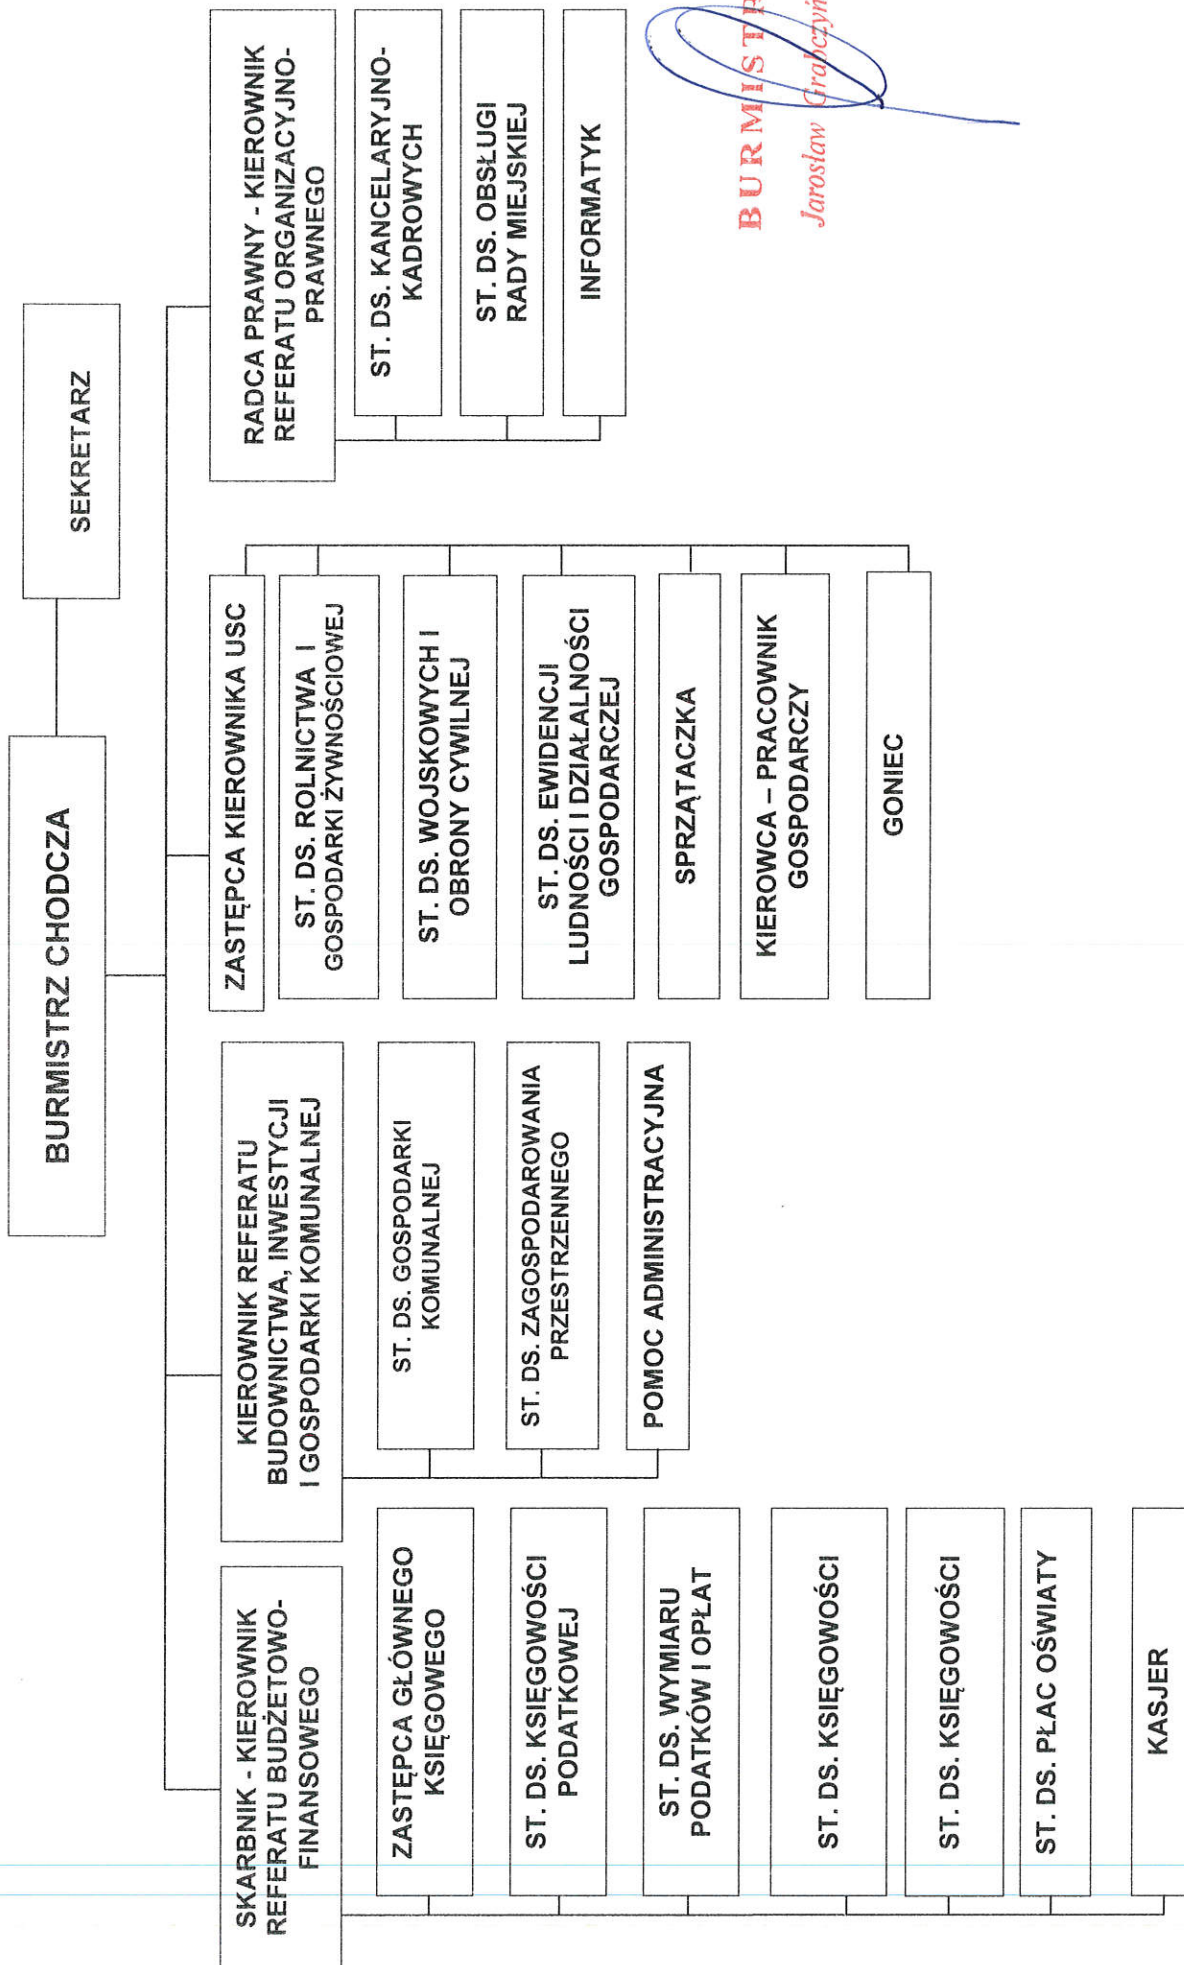 BURMISTRZ CHODCZA
SEKRETARZ
SKARBNIK - KIEROWNIK
REFERATU BUDŻETOWO-
FINANSOWEGO
ZASTĘPCA GŁÓWNEGO
KSIĘGOWEGO
ST. DS. KSIĘGOWOŚCI
PODATKOWEJ
ST. DS. WYMIARU
PODATKÓW I OPŁAT
ST. DS. KSIĘGOWOŚCI
ST. DS. KSIĘGOWOŚCI
ST. DS. PŁAC OŚWIATY
KASJER
KIEROWNIK REFERATU
BUDOWNICTWA, INWESTYCJI
I GOSPODARKI KOMUNALNEJ
ST. DS. GOSPODARKI
KOMUNALNEJ
ST. DS. ZAGOSPODAROWANIA
PRZESTRZENNEGO
POMOC ADMINISTRACYJNA
ZASTĘPCA KIEROWNIKA USC
ST. DS. ROLNICTWA I
GOSPODARKI ŻYWNOŚCIOWEJ
ST. DS. WOJSKOWYCH I
OBRONY CYWILNEJ
ST. DS. EWIDENCJI
LUDNOŚCI I DZIAŁALNOŚCI
GOSPODARCZEJ
SPRZĄTACZKA
KIEROWCA – PRACOWNIK
GOSPODARCZY
GONIEC
RADCA PRAWNY - KIEROWNIK
REFERATU ORGANIZACYJNO-
PRAWNEGO
ST. DS. KANCELARYJNO-
KADROWYCH
ST. DS. OBSŁUGI
RADY MIEJSKIEJ
INFORMATYK
BURMISTR
Jarosław Grabczyń